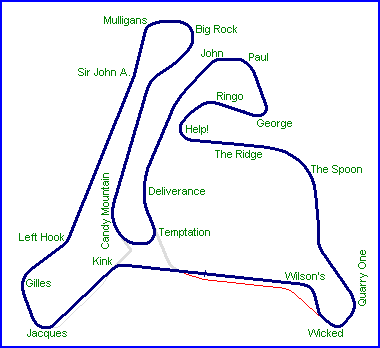 Mulligans
Big Rock
John
Paul
Sir John A.
Ringo
George
Help!
The Ridge
The Spoon
Candy Mountain
Deliverance
Temptation
Left Hook
Kink
Gilles
Wilson's
Quarry One
Jacques
Wicked